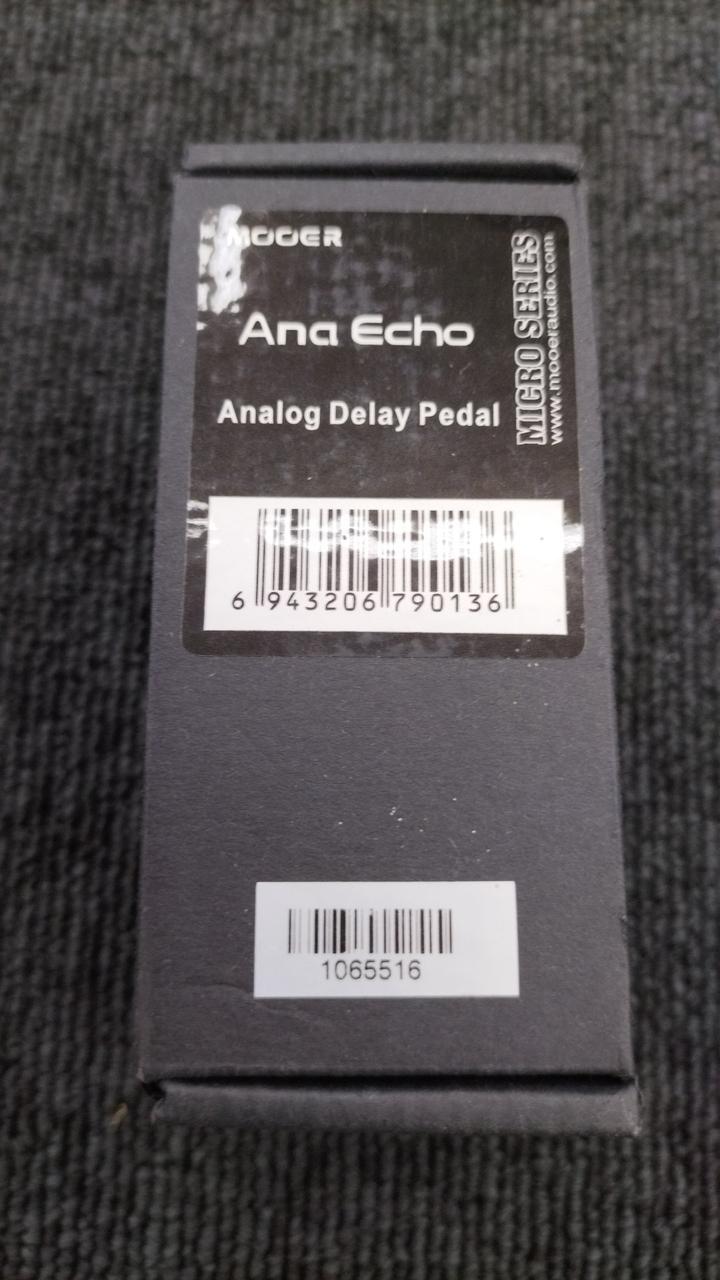 MOOER
Ana Echo
Analog Delay Pedal
MICRO SERIES
www.mooeraudio.com
6 943206 790136
1065516